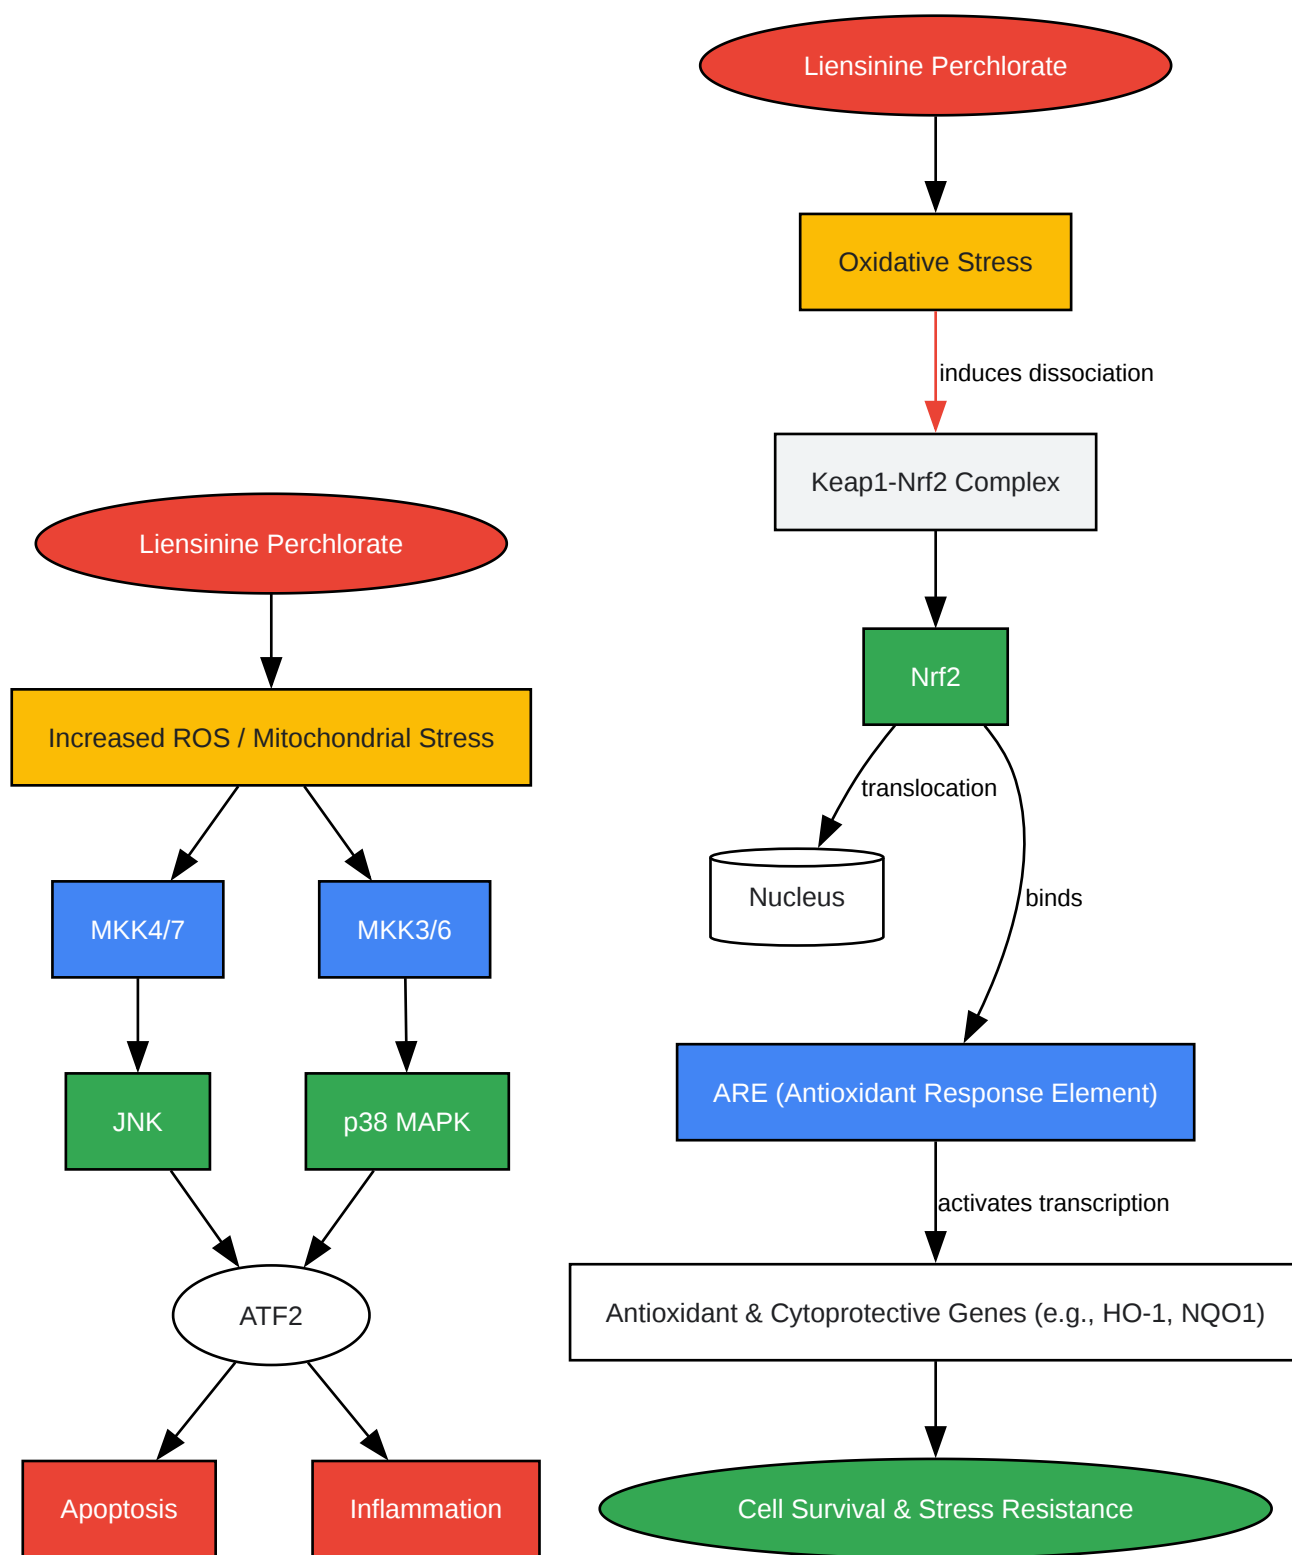 Liensinine Perchlorate
Increased ROS / Mitochondrial Stress
MKK4/7
MKK3/6
JNK
p38 MAPK
ATF2
Apoptosis
Inflammation
Liensinine Perchlorate
Oxidative Stress
induces dissociation
Keap1-Nrf2 Complex
Nrf2
translocation
Nucleus
binds
ARE (Antioxidant Response Element)
activates transcription
Antioxidant & Cytoprotective Genes (e.g., HO-1, NQO1)
Cell Survival & Stress Resistance